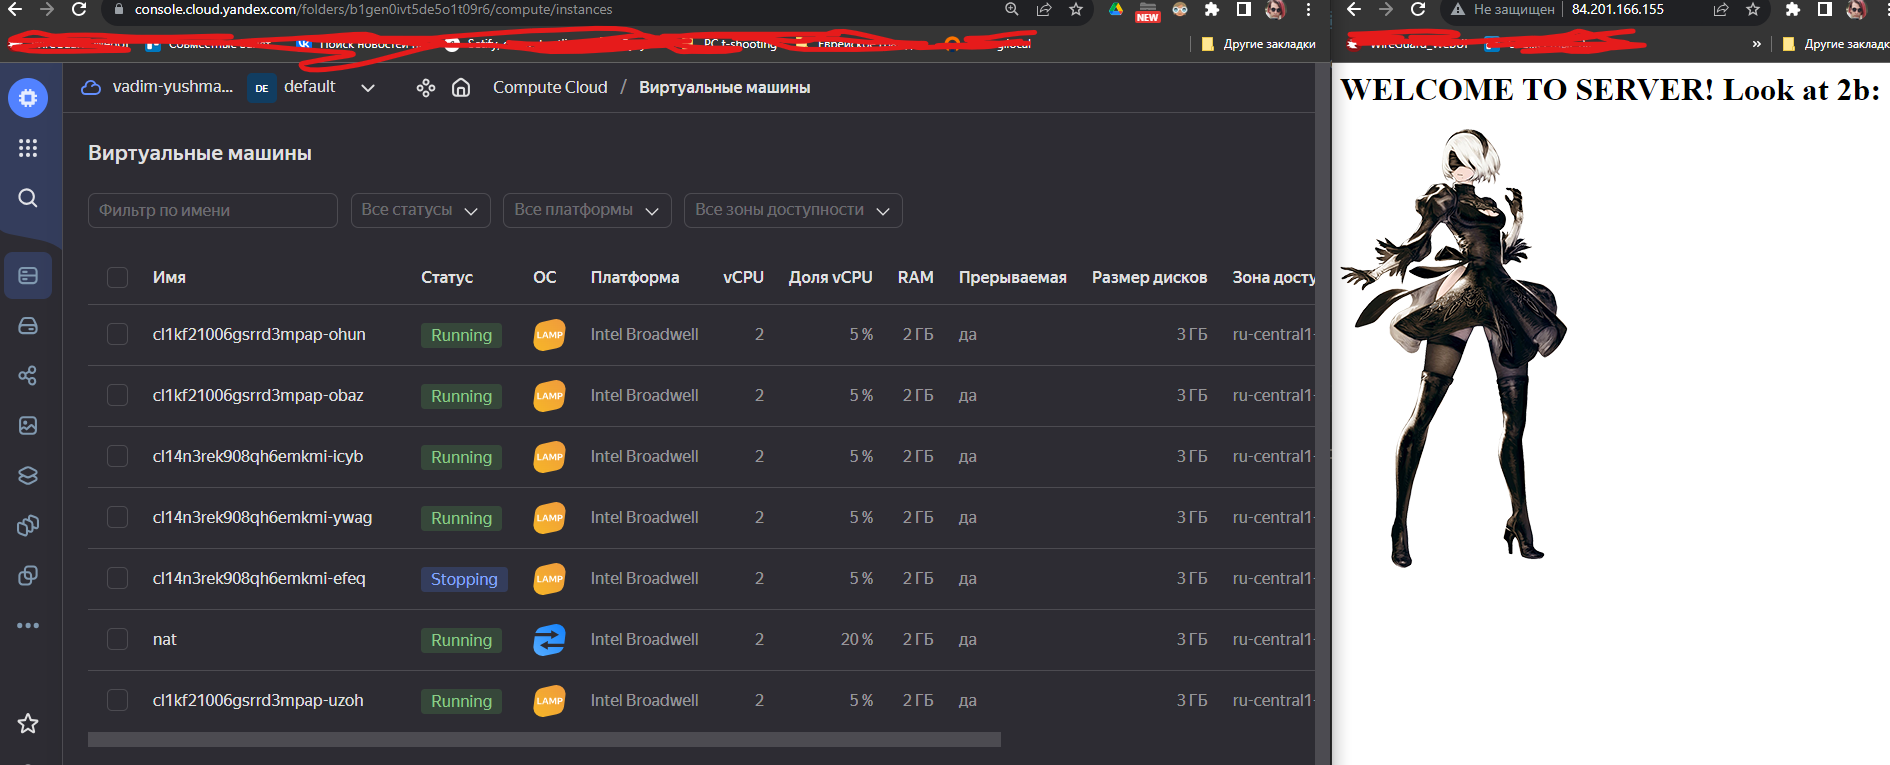 console.cloud.yandex.com/folders/b1gen0ivt5de5o1t09r6/compute/instances
NEW
PC t-shooting
Другие закладки
vadim-yushma...
DE
default
Compute Cloud / Виртуальные машины
Виртуальные машины
Фильтр по имени
Все статусы
Все платформы
Все зоны доступности
Имя Статус ОС Платформа vCPU Доля vCPU RAM Прерываемая Размер дисков Зона досту
cl1kf21006gsrrd3mpap-ohun Running LAMP Intel Broadwell 2 5 % 2 ГБ да 3 ГБ ru-central1-
cl1kf21006gsrrd3mpap-obaz Running LAMP Intel Broadwell 2 5 % 2 ГБ да 3 ГБ ru-central1-
cl14n3rek908qh6emkmi-icyb Running LAMP Intel Broadwell 2 5 % 2 ГБ да 3 ГБ ru-central1-
cl14n3rek908qh6emkmi-ywag Running LAMP Intel Broadwell 2 5 % 2 ГБ да 3 ГБ ru-central1-
cl14n3rek908qh6emkmi-efeq Stopping LAMP Intel Broadwell 2 5 % 2 ГБ да 3 ГБ ru-central1-
nat Running Intel Broadwell 2 20 % 2 ГБ да 3 ГБ ru-central1-
cl1kf21006gsrrd3mpap-uzoh Running LAMP Intel Broadwell 2 5 % 2 ГБ да 3 ГБ ru-central1-
Не защищен | 84.201.166.155
» Другие закладк
WELCOME TO SERVER! Look at 2b: